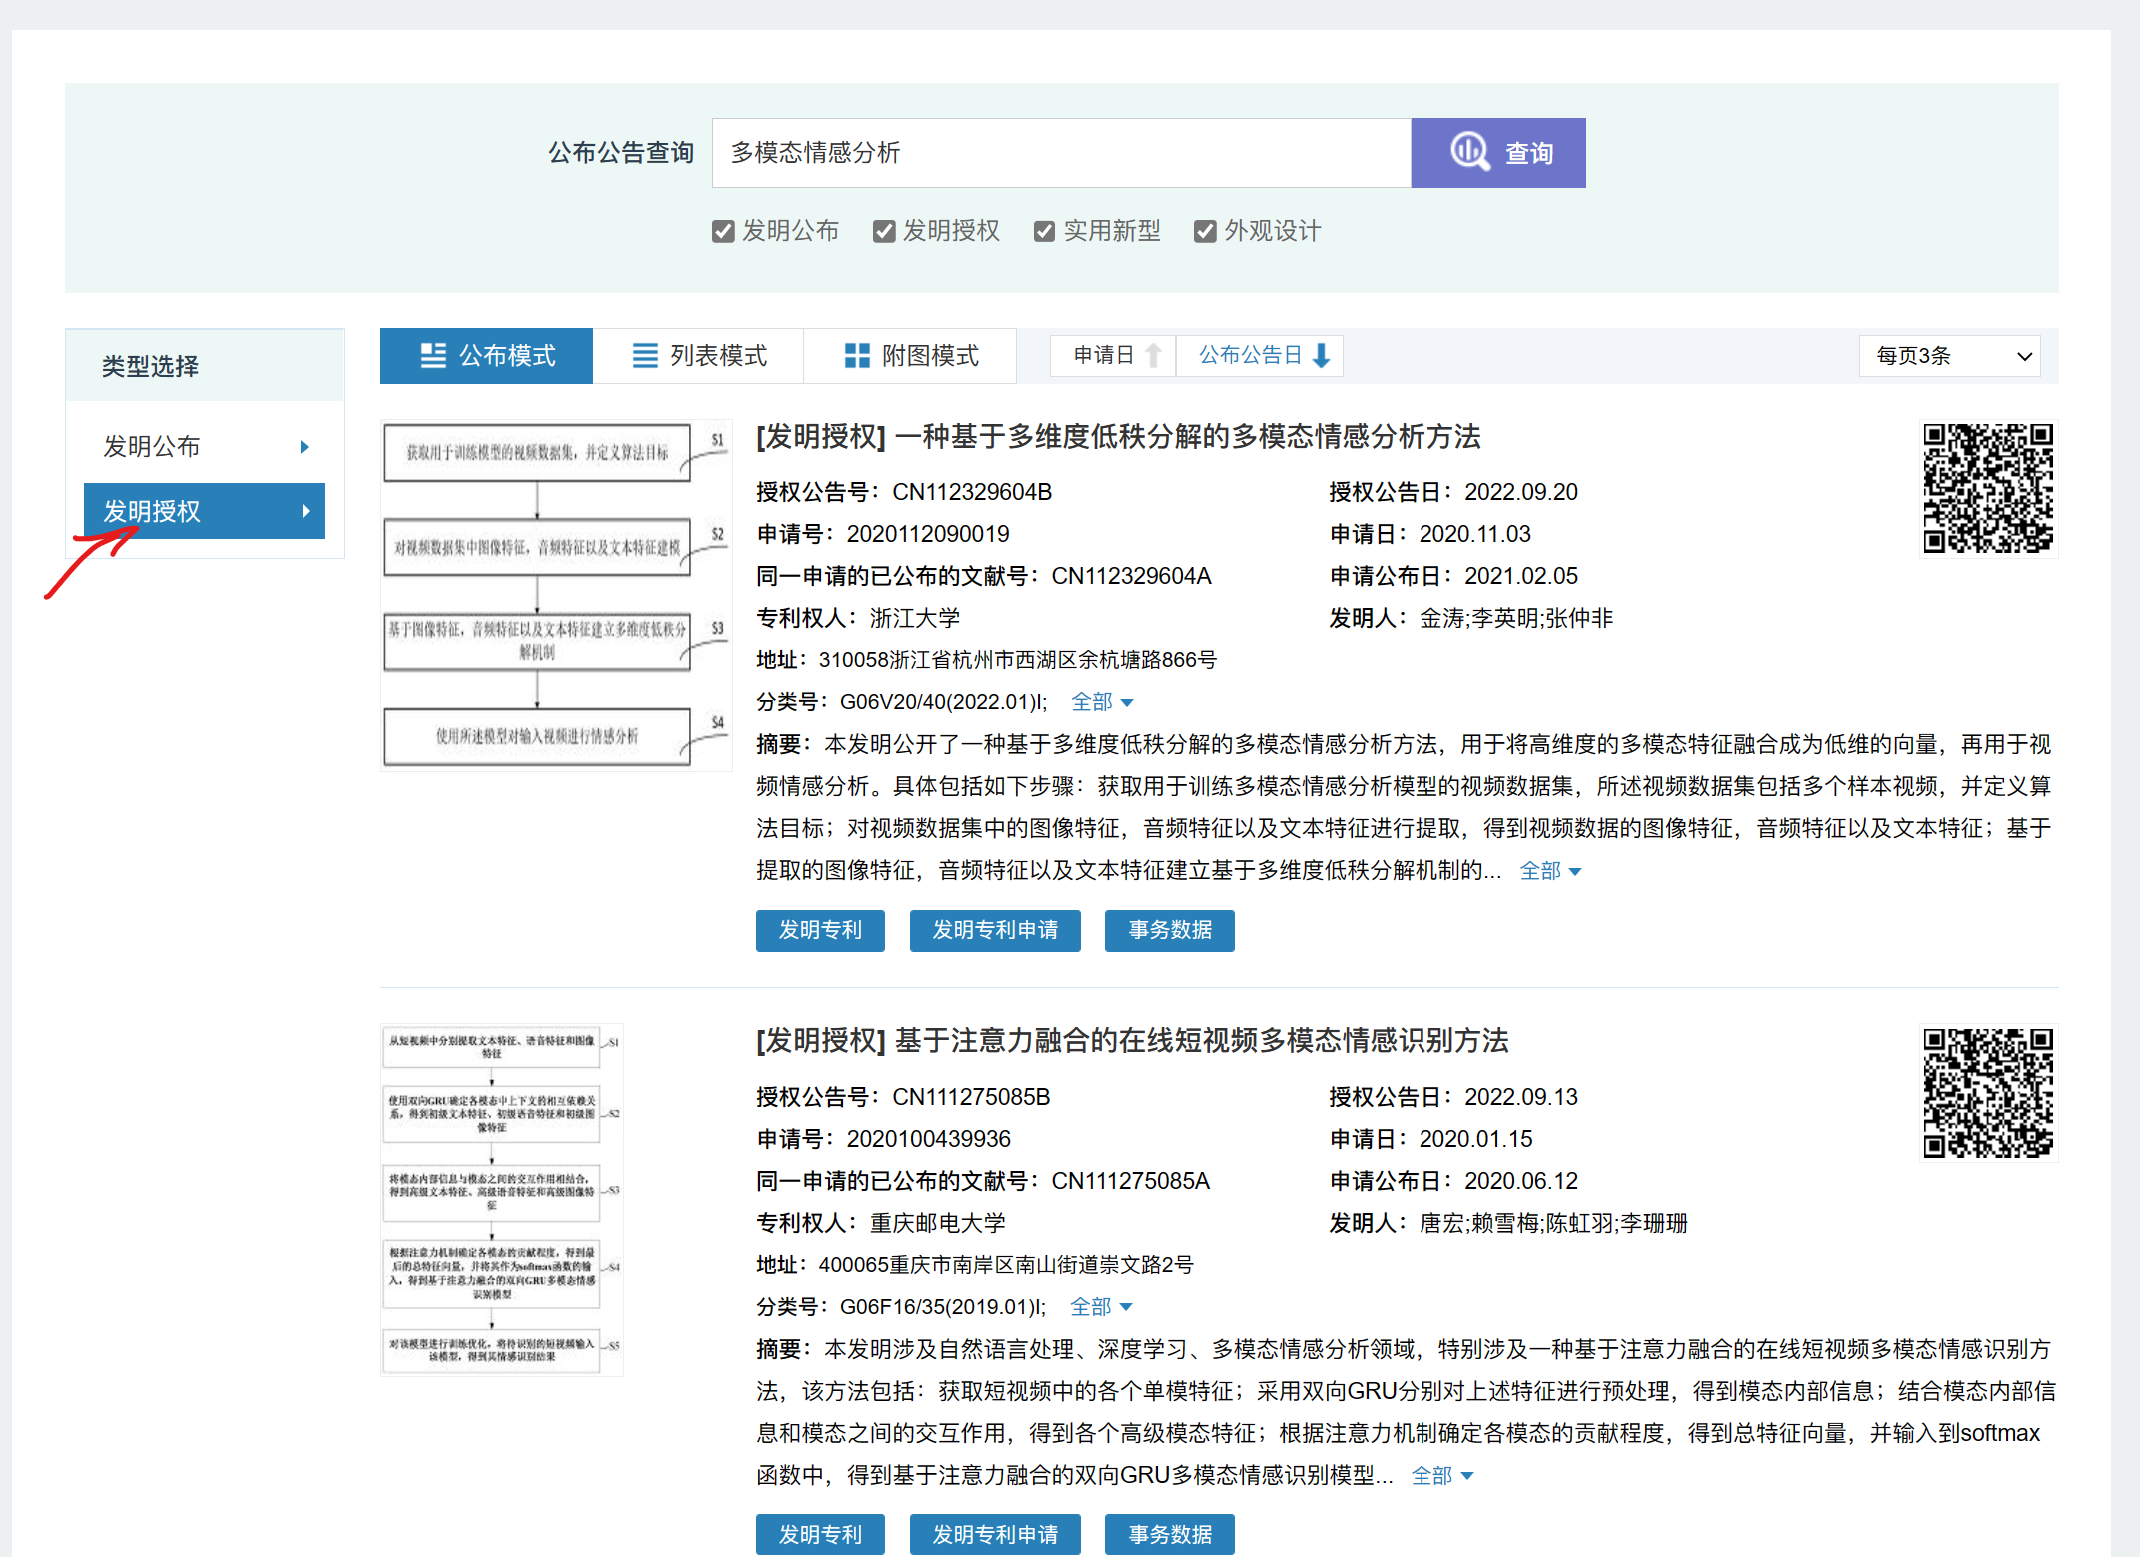 公布公告查询
多模态情感分析
查询
发明公布 发明授权 实用新型 外观设计
类型选择
发明公布
发明授权
公布模式 列表模式 附图模式 申请日 公布公告日 每页3条
获取用于训练模型的视频数据集，并定义算法目标 S1
对视频数据集中图像特征，音频特征以及文本特征建模 S2
基于图像特征，音频特征以及文本特征建立多维度低秩分 S3
解机制
使用所述模型对输入视频进行情感分析 S4
[发明授权] 一种基于多维度低秩分解的多模态情感分析方法
授权公告号：CN112329604B 授权公告日：2022.09.20
申请号：2020112090019 申请日：2020.11.03
同一申请的已公布的文献号：CN112329604A 申请公布日：2021.02.05
专利权人：浙江大学 发明人：金涛;李英明;张仲非
地址：310058浙江省杭州市西湖区余杭塘路866号
分类号：G06V20/40(2022.01)I; 全部
摘要：本发明公开了一种基于多维度低秩分解的多模态情感分析方法，用于将高维度的多模态特征融合成为低维的向量，再用于视
频情感分析。具体包括如下步骤：获取用于训练多模态情感分析模型的视频数据集，所述视频数据集包括多个样本视频，并定义算
法目标；对视频数据集中的图像特征，音频特征以及文本特征进行提取，得到视频数据的图像特征，音频特征以及文本特征；基于
提取的图像特征，音频特征以及文本特征建立基于多维度低秩分解机制的... 全部
发明专利 发明专利申请 事务数据
从短视频中分别提取文本特征、语音特征和图像 S1
特征
使用双向GRU确定各模态中上下文的相互依赖关
系，得到初级文本特征、初级语音特征和初级图 S2
像特征
将模态内部信息与模态之间的交互作用相结合，
得到高级文本特征、高级语音特征和高级图像特 S3
征
根据注意力机制确定各模态的贡献程度，得到最
后的总特征向量，并将其作为softmax函数的输 S4
入，得到基于注意力融合的双向GRU多模态情感
识别模型
对该模型进行训练优化，将待识别的短视频输入 S5
该模型，得到其情感识别结果
[发明授权] 基于注意力融合的在线短视频多模态情感识别方法
授权公告号：CN111275085B 授权公告日：2022.09.13
申请号：2020100439936 申请日：2020.01.15
同一申请的已公布的文献号：CN111275085A 申请公布日：2020.06.12
专利权人：重庆邮电大学 发明人：唐宏;赖雪梅;陈虹羽;李珊珊
地址：400065重庆市南岸区南山街道崇文路2号
分类号：G06F16/35(2019.01)I; 全部
摘要：本发明涉及自然语言处理、深度学习、多模态情感分析领域，特别涉及一种基于注意力融合的在线短视频多模态情感识别方
法，该方法包括：获取短视频中的各个单模特征；采用双向GRU分别对上述特征进行预处理，得到模态内部信息；结合模态内部信
息和模态之间的交互作用，得到各个高级模态特征；根据注意力机制确定各模态的贡献程度，得到总特征向量，并输入到softmax
函数中，得到基于注意力融合的双向GRU多模态情感识别模型... 全部
发明专利 发明专利申请 事务数据